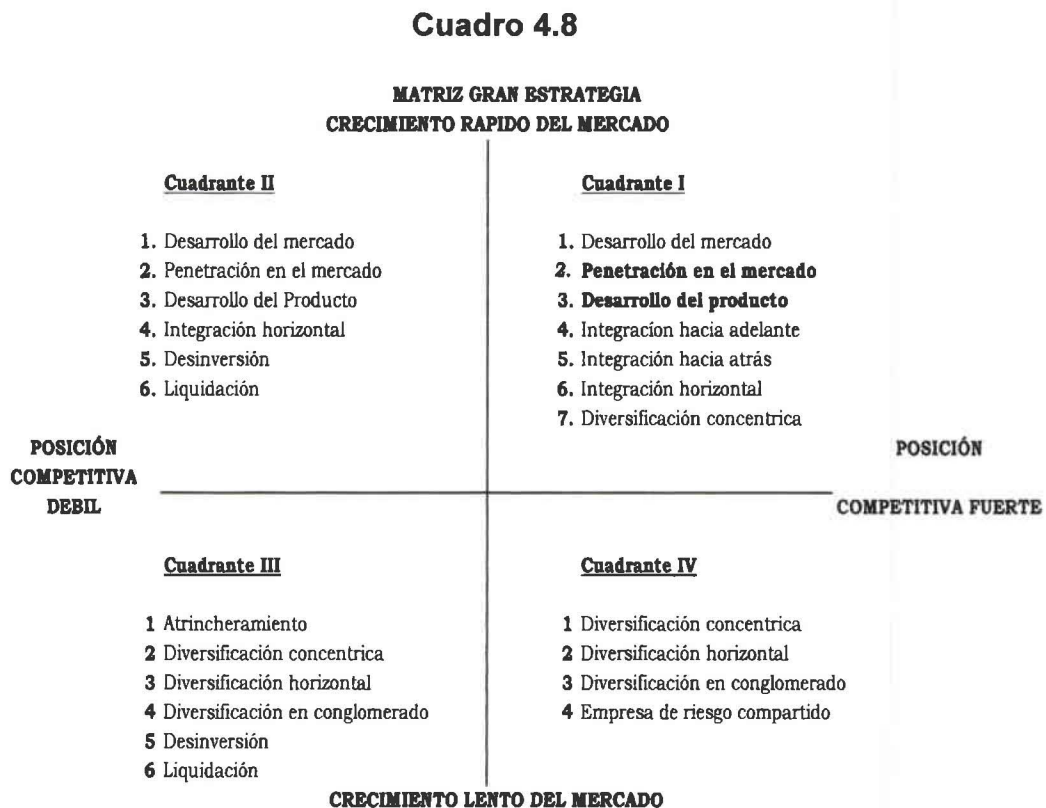 Cuadro 4.8
MATRIZ GRAN ESTRATEGIA
CRECIMIENTO RAPIDO DEL MERCADO
Cuadrante II
1. Desarrollo del mercado
2. Penetración en el mercado
3. Desarrollo del Producto
4. Integración horizontal
5. Desinversión
6. Liquidación
Cuadrante I
1. Desarrollo del mercado
2. Penetración en el mercado
3. Desarrollo del producto
4. Integracíon hacia adelante
5. Integración hacia atrás
6. Integración horizontal
7. Diversificación concentrica
POSICIÓN
COMPETITIVA
DEBIL
POSICIÓN
COMPETITIVA FUERTE
Cuadrante III
1 Atrincheramiento
2 Diversificación concentrica
3 Diversificación horizontal
4 Diversificación en conglomerado
5 Desinversión
6 Liquidación
Cuadrante IV
1 Diversificación concentrica
2 Diversificación horizontal
3 Diversificación en conglomerado
4 Empresa de riesgo compartido
CRECIMIENTO LENTO DEL MERCADO